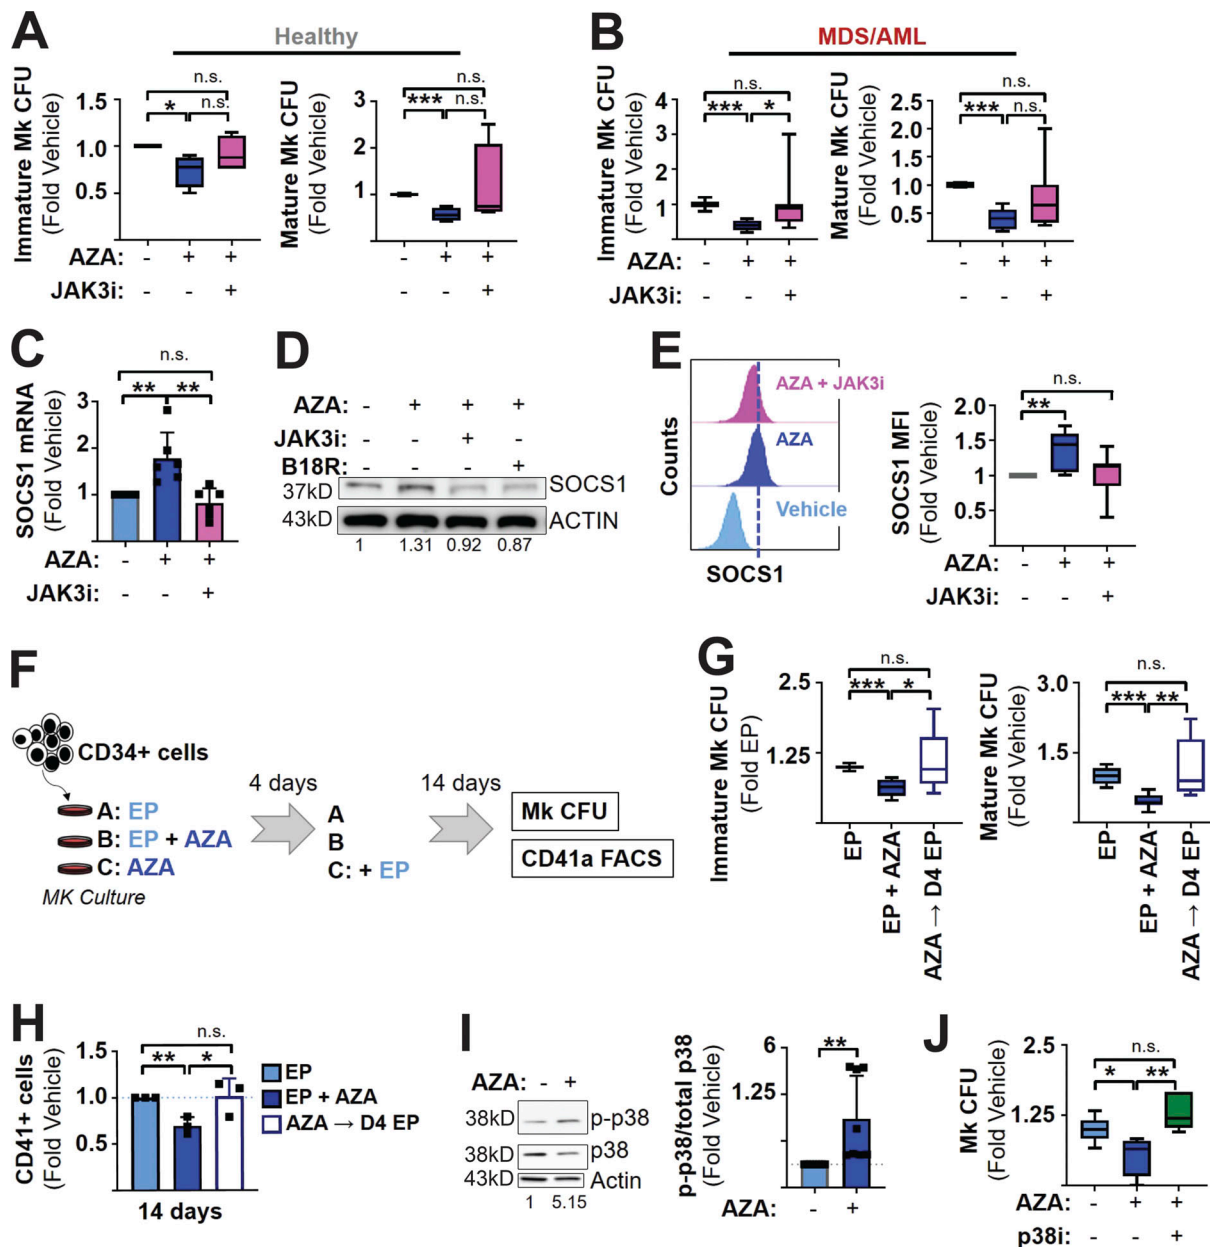 A
Healthy
Immature Mk CFU
(Fold Vehicle)
1.5
1.0
0.5
n.s.
* n.s.
Mature Mk CFU
(Fold Vehicle)
3
2
1
n.s.
*** n.s.
AZA: - + + - + +
JAK3i: - - + - - +
B
MDS/AML
Immature Mk CFU
(Fold Vehicle)
4
3
2
1
n.s.
*** *
Mature Mk CFU
(Fold Vehicle)
2.5
2.0
1.5
1.0
0.5
n.s.
*** n.s.
AZA: - + + - + +
JAK3i: - - + - - +
C
SOCS1 mRNA
(Fold Vehicle)
3
2
1
n.s.
** **
AZA: - + +
JAK3i: - - +
D
AZA: - + + +
JAK3i: - - + -
B18R: - - - +
37kD SOCS1
43kD ACTIN
1 1.31 0.92 0.87
E
Counts
AZA + JAK3i
AZA
Vehicle
SOCS1
SOCS1 MFI
(Fold Vehicle)
2.0
1.5
1.0
0.5
n.s.
**
AZA: - + +
JAK3i: - - +
F
CD34+ cells
A: EP
B: EP + AZA
C: AZA
MK Culture
4 days
A
B
C: + EP
14 days
Mk CFU
CD41a FACS
G
Immature Mk CFU
(Fold EP)
2.5
1.25
n.s.
*** *
EP
EP + AZA
AZA → D4 EP
Mature Mk CFU
(Fold Vehicle)
3.0
1.5
n.s.
*** **
EP
EP + AZA
AZA → D4 EP
H
CD41+ cells
(Fold Vehicle)
1.5
1.0
0.5
n.s.
** *
14 days
EP
EP + AZA
AZA → D4 EP
I
AZA: - +
38kD p-p38
38kD p38
43kD Actin
1 5.15
p-p38/total p38
(Fold Vehicle)
6
1.25
**
AZA: - +
J
Mk CFU
(Fold Vehicle)
2.5
1.25
n.s.
* **
AZA: - + +
p38i: - - +